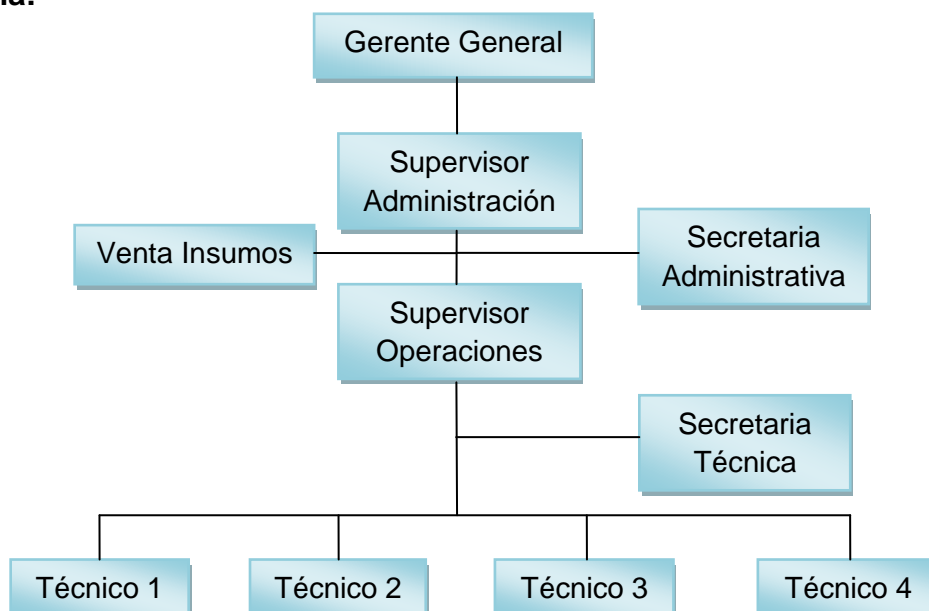 na:
Gerente General
Supervisor
Administración
Venta Insumos
Secretaria
Administrativa
Supervisor
Operaciones
Secretaria
Técnica
Técnico 1
Técnico 2
Técnico 3
Técnico 4